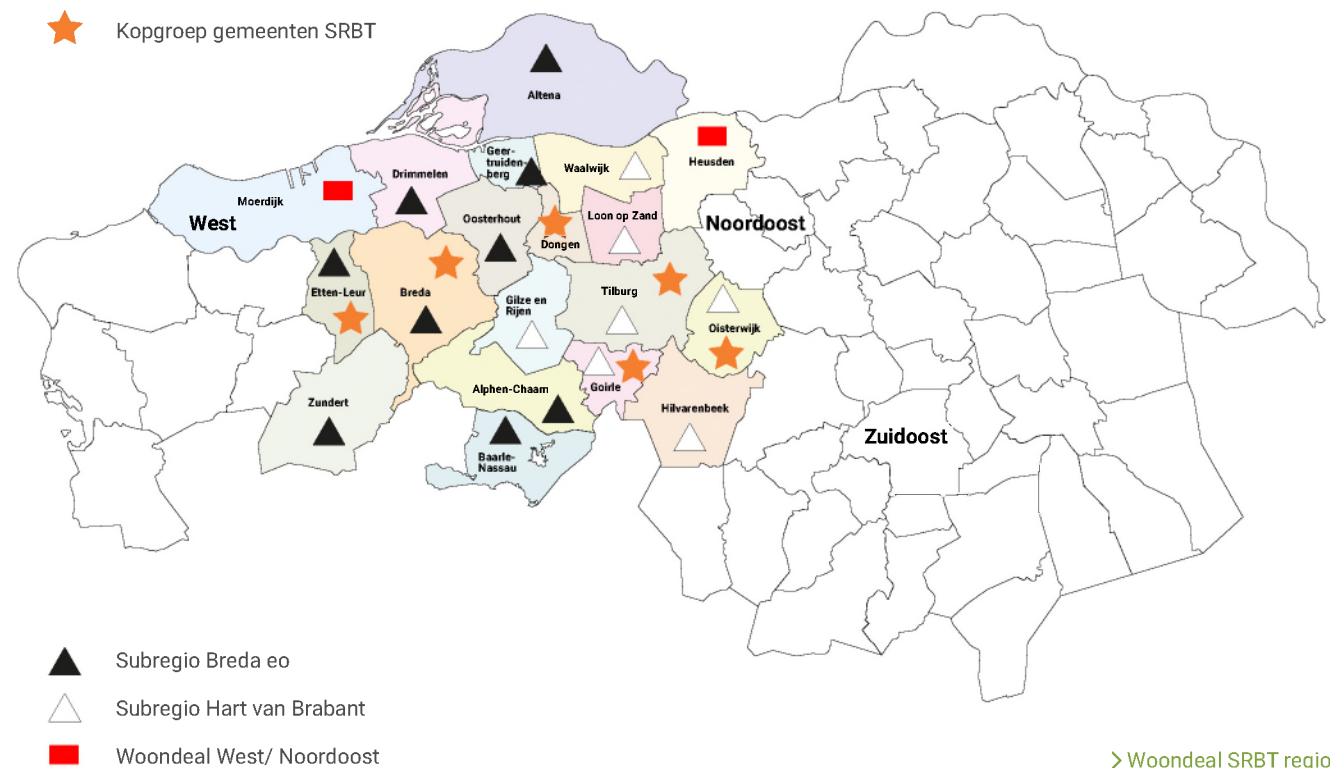 Kopgroep gemeenten SRBT
Altena
Geer-
truiden-
berg
Waalwijk
Heusden
Drimmelen
Moerdijk
West
Oosterhout
Dongen
Loon op Zand
Noordoost
Etten-Leur
Breda
Gilze en
Rijen
Tilburg
Oisterwijk
Alphen-Chaam
Goirle
Zundert
Hilvarenbeek
Zuidoost
Baarle-
Nassau
Subregio Breda eo
Subregio Hart van Brabant
Woondeal West/ Noordoost
> Woondeal SRBT regio